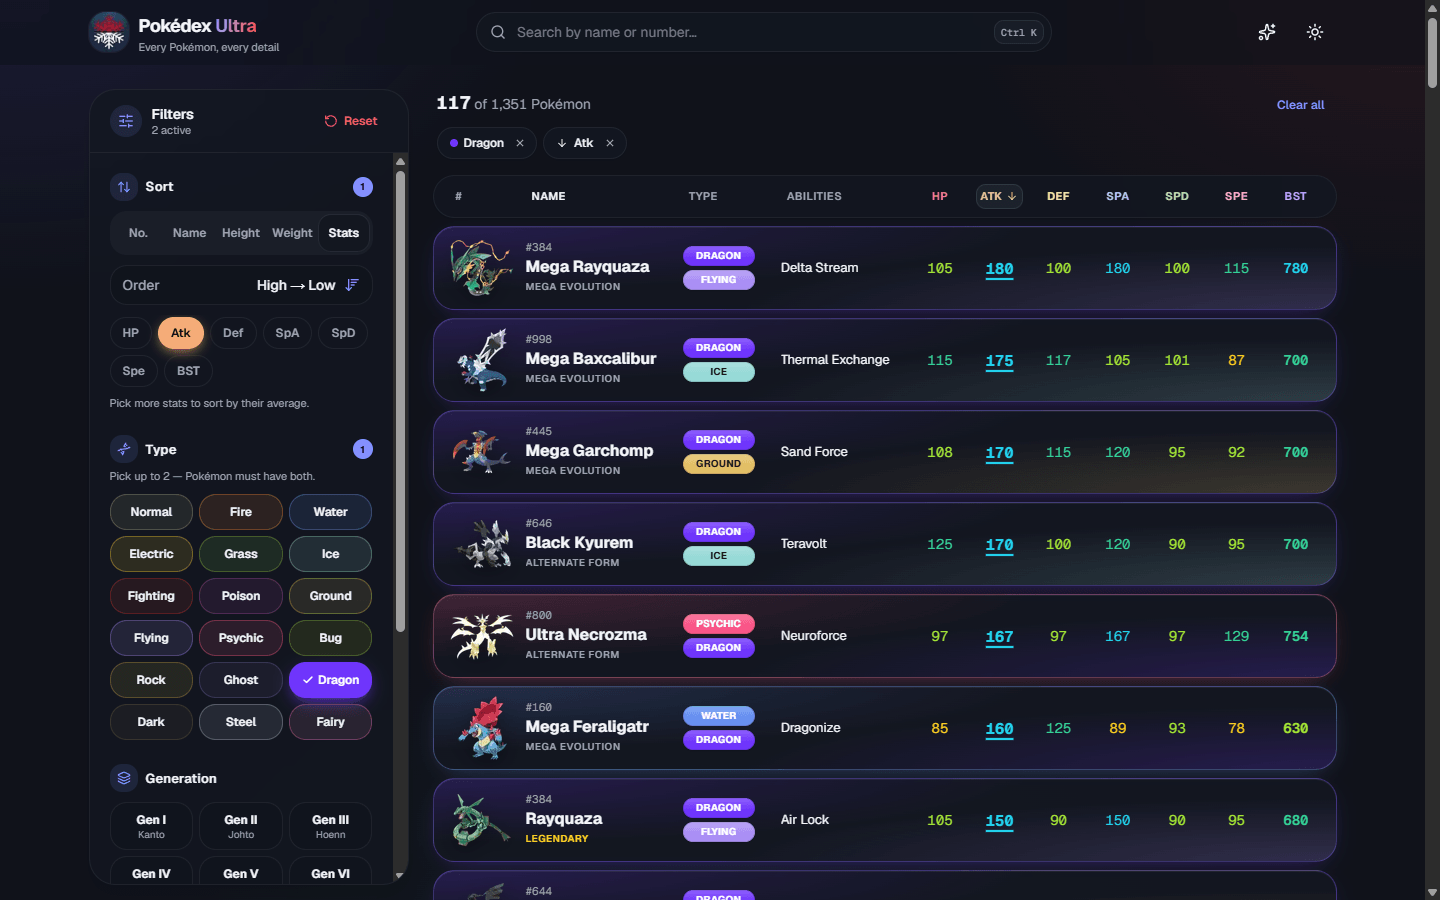 Pokédex Ultra
Every Pokémon, every detail
Search by name or number...
Ctrl K
Filters
2 active
Reset
Sort
1
No. Name Height Weight Stats
Order High → Low
HP Atk Def SpA SpD
Spe BST
Pick more stats to sort by their average.
Type
1
Pick up to 2 — Pokémon must have both.
Normal Fire Water
Electric Grass Ice
Fighting Poison Ground
Flying Psychic Bug
Rock Ghost ✓ Dragon
Dark Steel Fairy
Generation
Gen I Gen II Gen III
Kanto Johto Hoenn
Gen IV Gen V Gen VI
117 of 1,351 Pokémon
Clear all
Dragon × ↓ Atk ×
# NAME TYPE ABILITIES HP ATK ↓ DEF SPA SPD SPE BST
#384
Mega Rayquaza
MEGA EVOLUTION
DRAGON
FLYING
Delta Stream
105 180 100 180 100 115 780
#998
Mega Baxcalibur
MEGA EVOLUTION
DRAGON
ICE
Thermal Exchange
115 175 117 105 101 87 700
#445
Mega Garchomp
MEGA EVOLUTION
DRAGON
GROUND
Sand Force
108 170 115 120 95 92 700
#646
Black Kyurem
ALTERNATE FORM
DRAGON
ICE
Teravolt
125 170 100 120 90 95 700
#800
Ultra Necrozma
ALTERNATE FORM
PSYCHIC
DRAGON
Neuroforce
97 167 97 167 97 129 754
#160
Mega Feraligatr
MEGA EVOLUTION
WATER
DRAGON
Dragonize
85 160 125 89 93 78 630
#384
Rayquaza
LEGENDARY
DRAGON
FLYING
Air Lock
105 150 90 150 90 95 680
#644
DRAGON